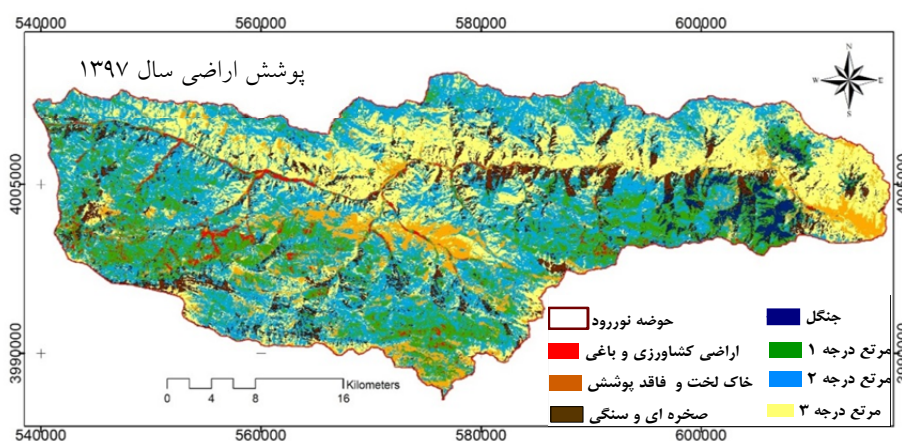 540000 560000 580000 600000
پوشش اراضی سال ۱۳۹۷
N
W E
S
4005000 4005000
حوضه نوررود
اراضی کشاورزی و باغی
خاک لخت و فاقد پوشش
صخره ای و سنگی
جنگل
مرتع درجه ۱
مرتع درجه ۲
مرتع درجه ۳
3990000
Kilometers
0 4 8 16
540000 560000 580000 600000